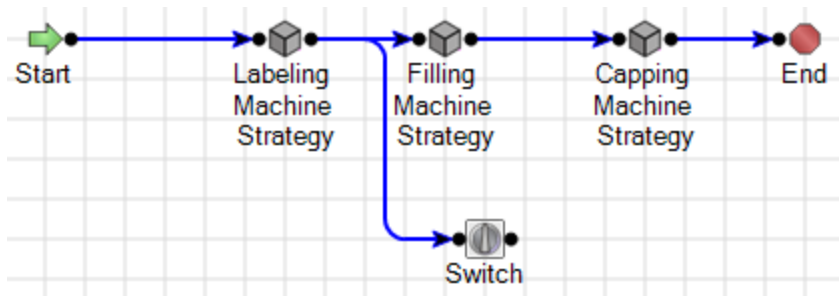 Start
Labeling
Machine
Strategy
Filling
Machine
Strategy
Capping
Machine
Strategy
End
Switch